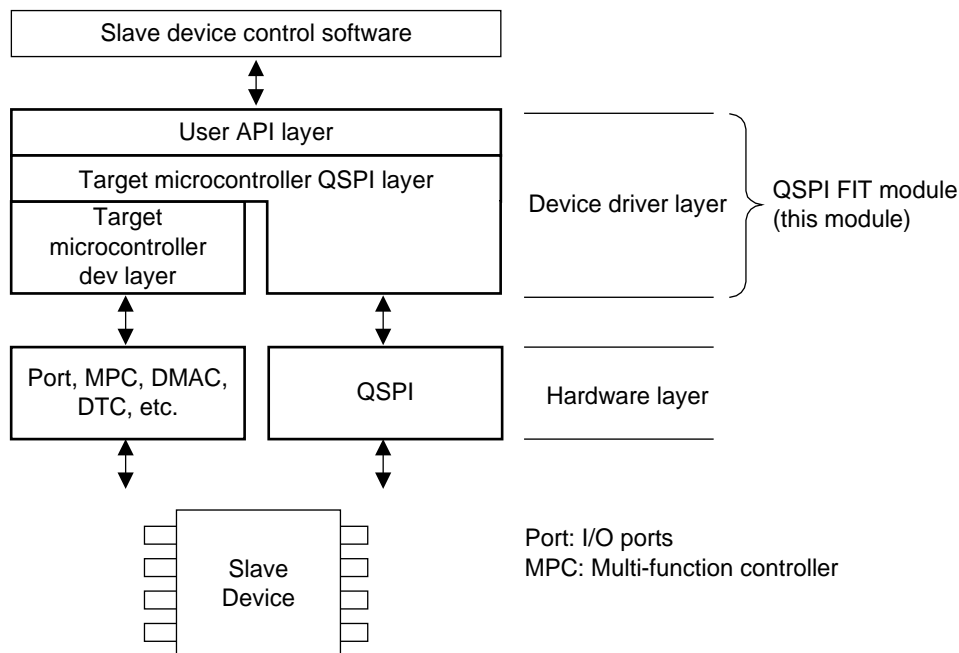 Slave device control software
User API layer
Target microcontroller QSPI layer
Target
microcontroller
dev layer
Device driver layer
QSPI FIT module
(this module)
Port, MPC, DMAC,
DTC, etc.
QSPI
Hardware layer
Slave
Device
Port: I/O ports
MPC: Multi-function controller